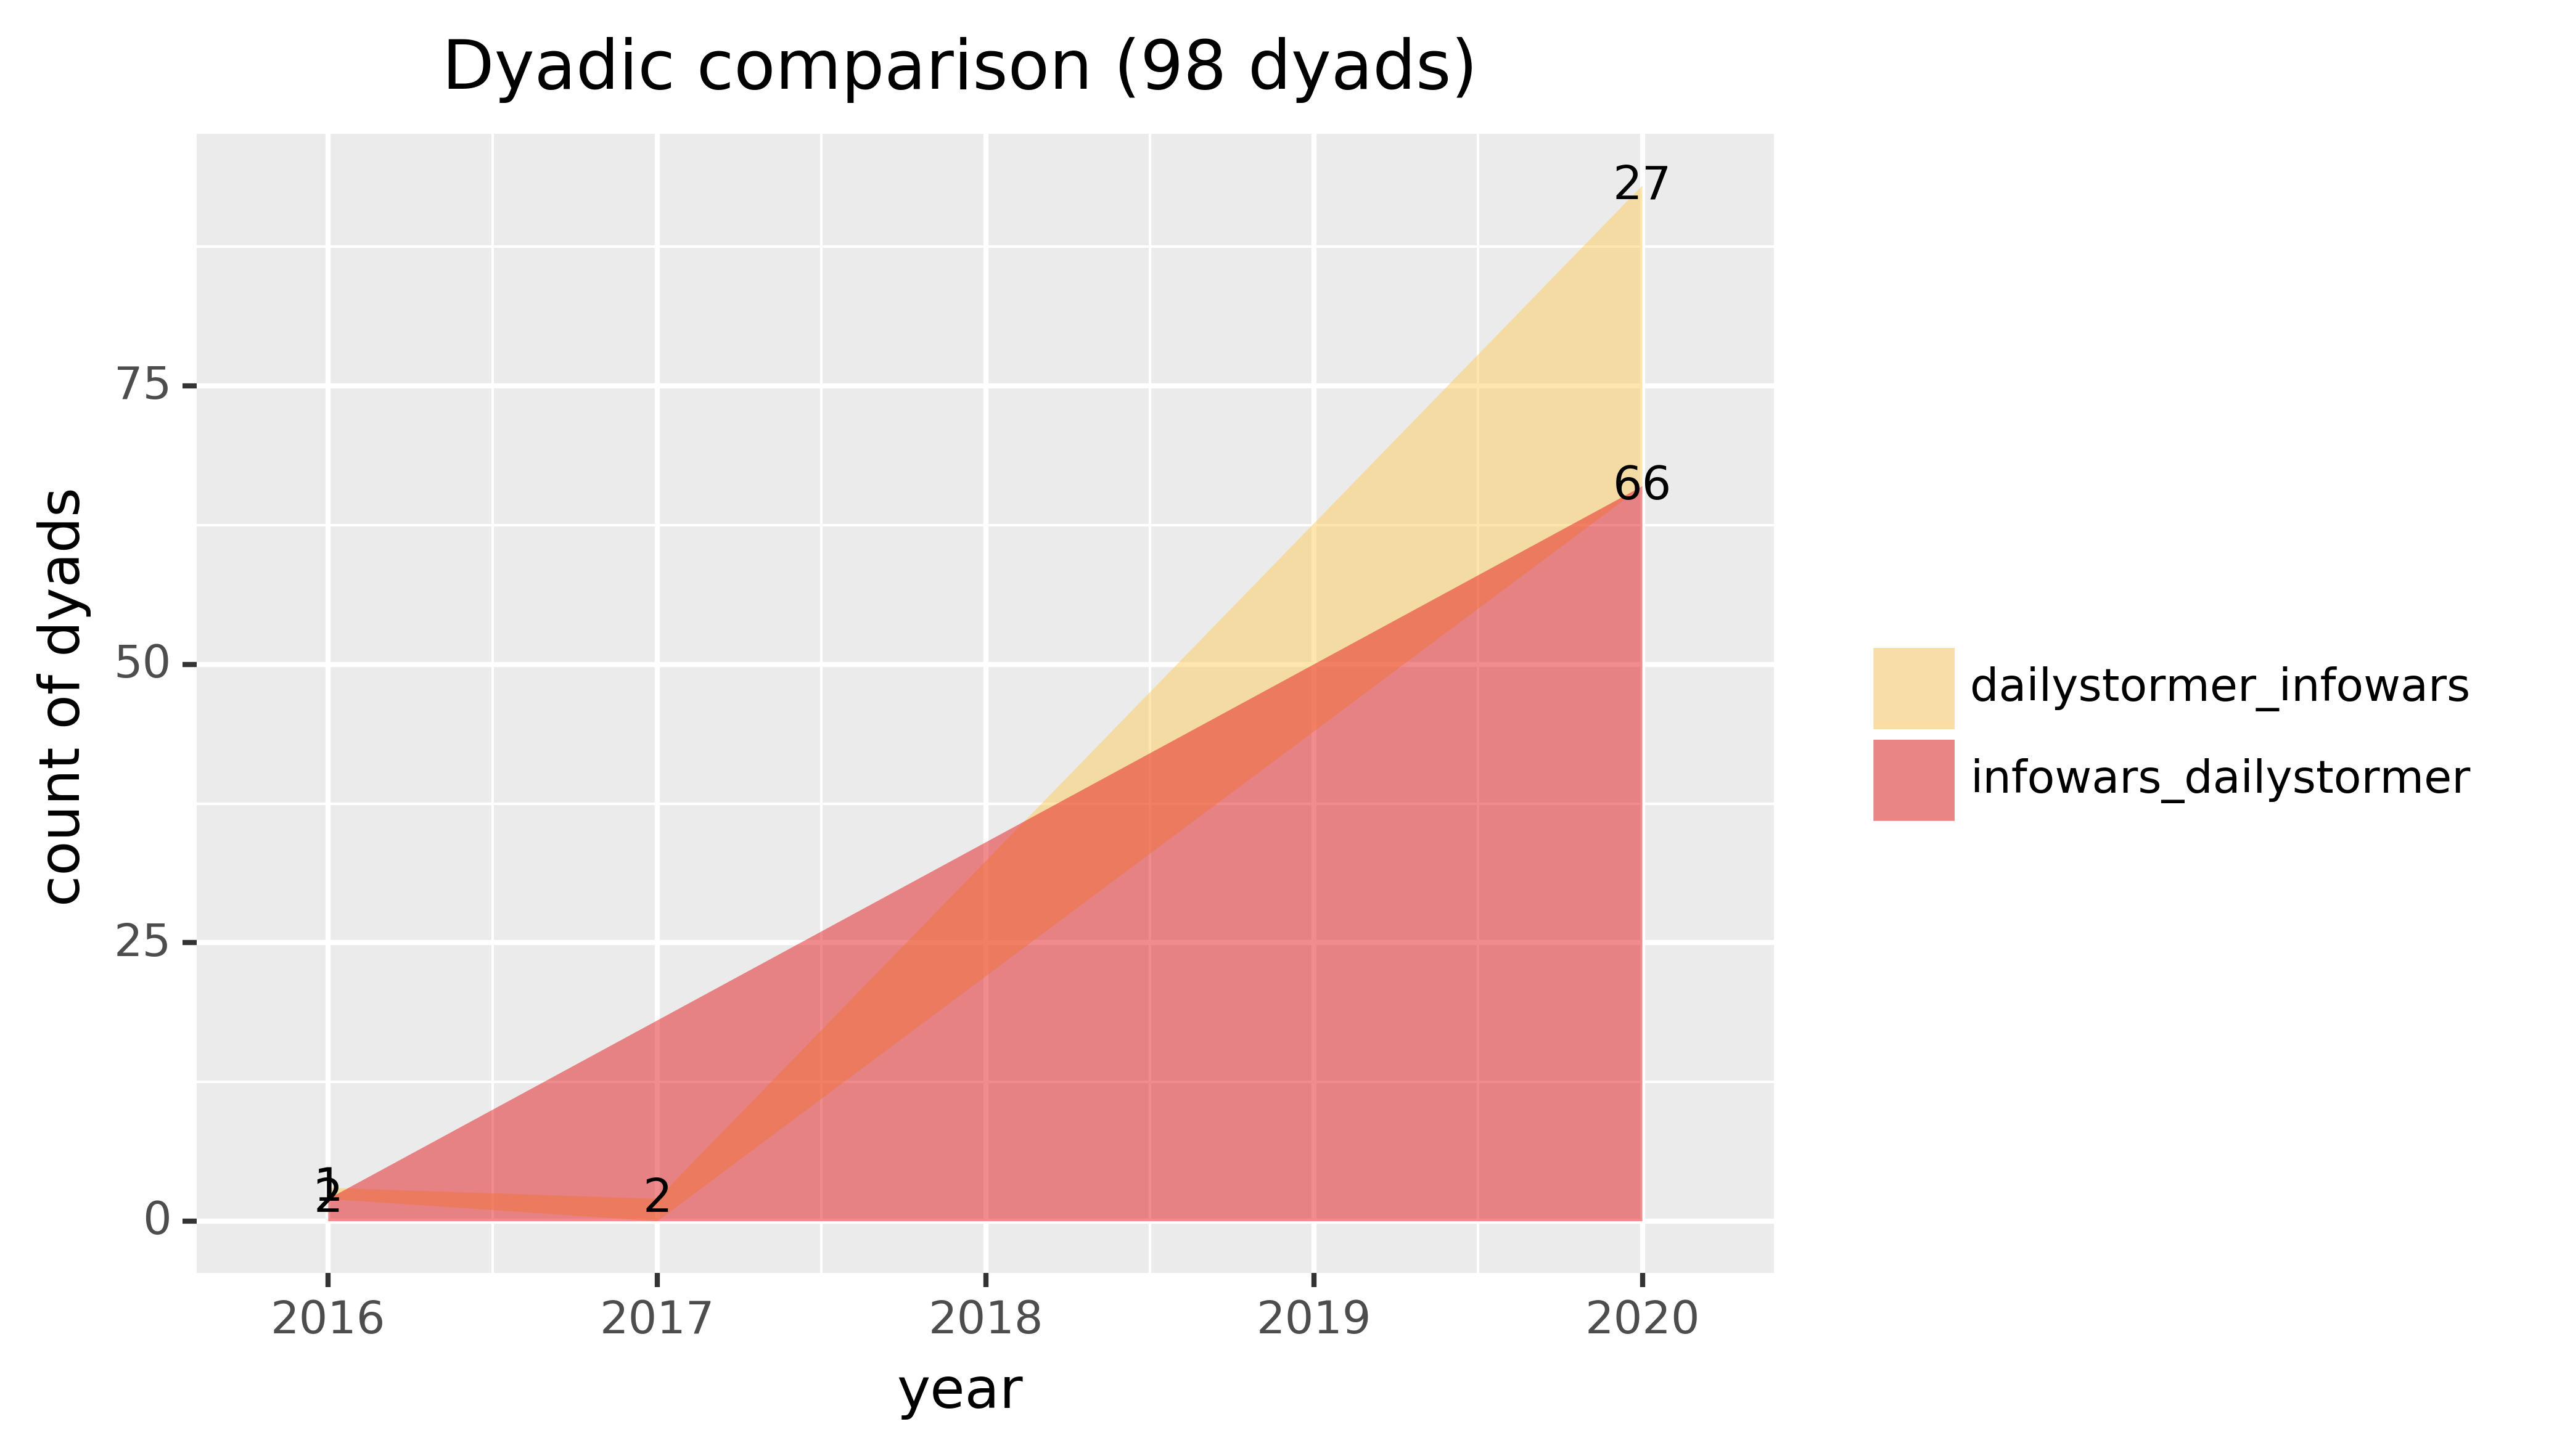 Dyadic comparison (98 dyads)
27
75
66
count of dyads
50
dailystormer_infowars
infowars_dailystormer
25
1
2
2
0
2016 2017 2018 2019 2020
year